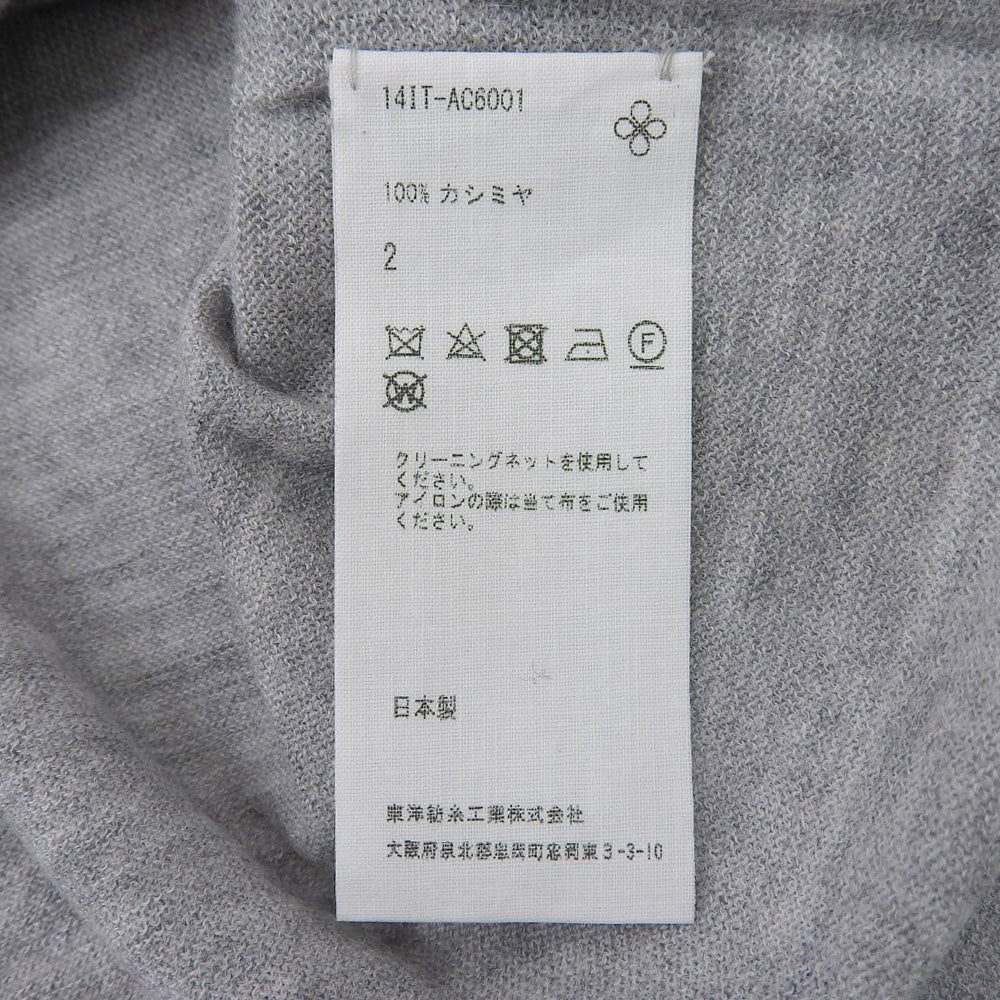 14IT-AC6001
100% カシミヤ
2
F
W
クリーニングネットを使用して
ください。
アイロンの際は当て布をご使用
ください。
日本製
東洋紡糸工業株式会社
大阪府泉北郡忠岡町忠岡東3-3-10